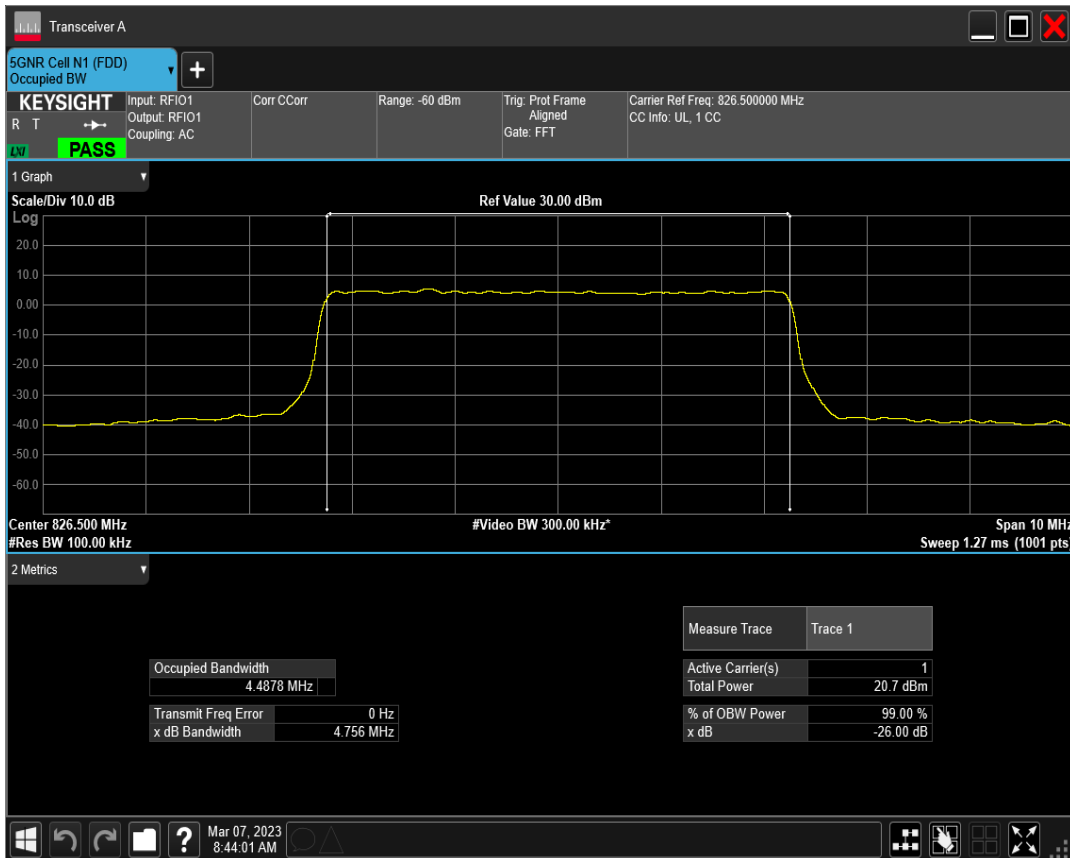 Transceiver A
5GNR Cell N1 (FDD)
Occupied BW
+
KEYSIGHT
R T
LXI
PASS
Input: RFIO1
Output: RFIO1
Coupling: AC
Corr CCorr
Range: -60 dBm
Trig: Prot Frame
Aligned
Gate: FFT
Carrier Ref Freq: 826.500000 MHz
CC Info: UL, 1 CC
1 Graph
Scale/Div 10.0 dB
Ref Value 30.00 dBm
Log
20.0
10.0
0.00
-10.0
-20.0
-30.0
-40.0
-50.0
-60.0
Center 826.500 MHz
#Video BW 300.00 kHz*
Span 10 MHz
#Res BW 100.00 kHz
Sweep 1.27 ms (1001 pts)
2 Metrics
Measure Trace Trace 1
Occupied Bandwidth
4.4878 MHz
Active Carrier(s) 1
Total Power 20.7 dBm
Transmit Freq Error 0 Hz
x dB Bandwidth 4.756 MHz
% of OBW Power 99.00 %
x dB -26.00 dB
?
Mar 07, 2023
8:44:01 AM